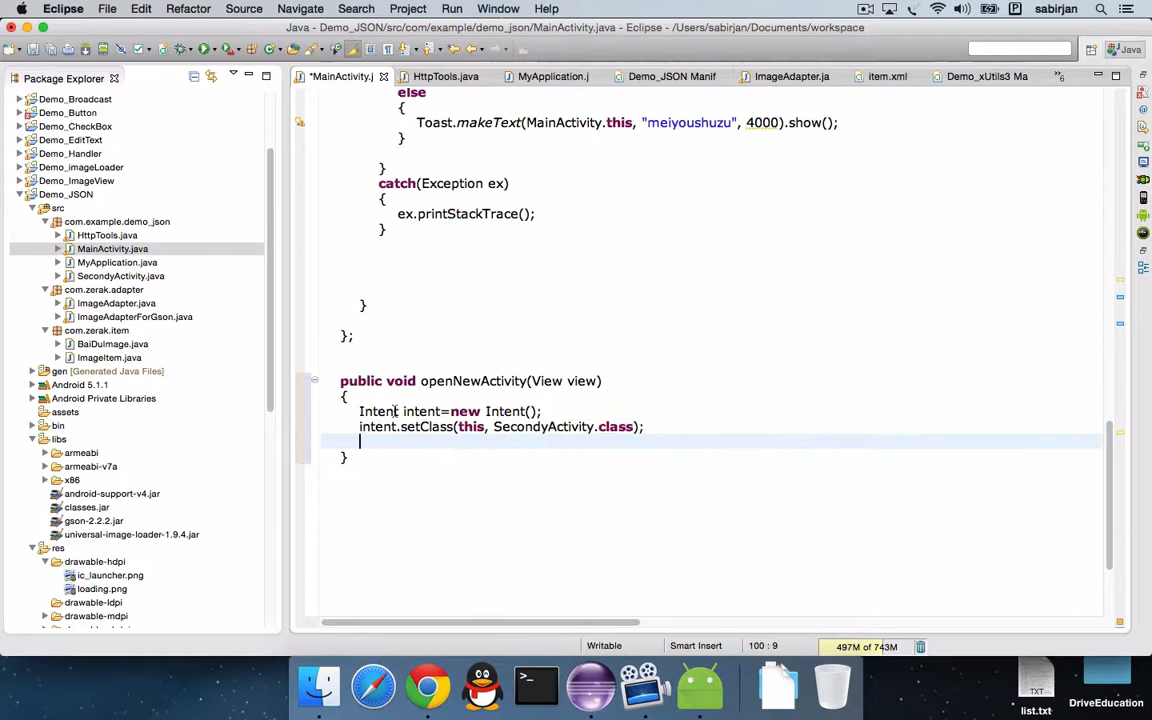 Eclipse File Edit Source Refactor Navigate Search Project Run Window Help sabirjan
Java - Demo_JSON/src/com/example/demo_json/MainActivity.java - Eclipse - /Users/sabirjan/Documents/workspace
Java
Package Explorer
*MainActivity.j HttpTools.java MyApplication.j Demo_JSON Manif ImageAdapter.ja item.xml Demo_xUtils3 Ma »6
Demo_Broadcast
Demo_Button
Demo_CheckBox
Demo_EditText
Demo_Handler
Demo_imageLoader
Demo_ImageView
Demo_JSON
src
com.example.demo_json
HttpTools.java
MainActivity.java
MyApplication.java
SecondyActivity.java
com.zerak.adapter
ImageAdapter.java
ImageAdapterForGson.java
com.zerak.item
BaiDuImage.java
ImageItem.java
gen [Generated Java Files]
Android 5.1.1
Android Private Libraries
assets
bin
libs
armeabi
armeabi-v7a
x86
android-support-v4.jar
classes.jar
gson-2.2.2.jar
universal-image-loader-1.9.4.jar
res
drawable-hdpi
ic_launcher.png
loading.png
drawable-ldpi
drawable-mdpi
else
{
Toast.makeText(MainActivity.this, "meiyoushuzu", 4000).show();
}
}
catch(Exception ex)
{
ex.printStackTrace();
}
}
};
public void openNewActivity(View view)
{
Intent intent=new Intent();
intent.setClass(this, SecondyActivity.class);
}
Writable Smart Insert 100 : 9 497M of 743M
TXT
list.txt
DriveEducation